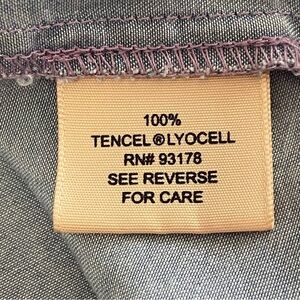 100%
TENCEL®LYOCELL
RN# 93178
SEE REVERSE
FOR CARE